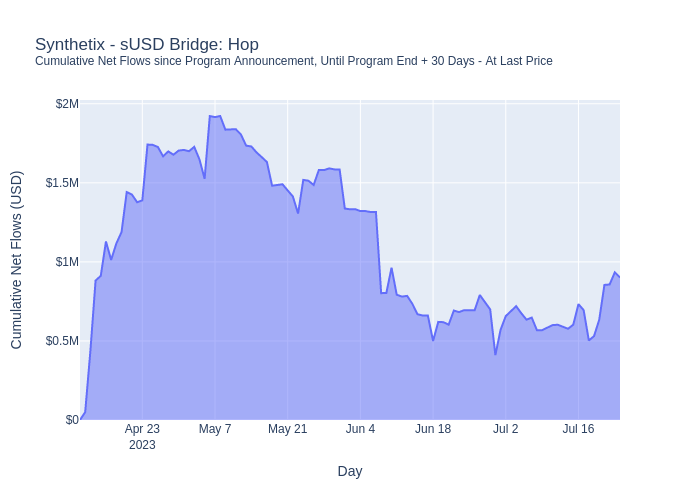 Synthetix - sUSD Bridge: Hop
Cumulative Net Flows since Program Announcement, Until Program End + 30 Days - At Last Price
$2M
$1.5M
$1M
$0.5M
$0
Cumulative Net Flows (USD)
Apr 23
2023
May 7
May 21
Jun 4
Jun 18
Jul 2
Jul 16
Day